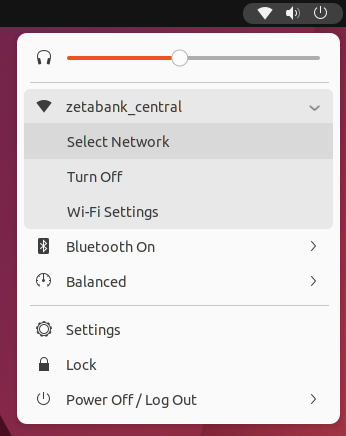 zetabank_central
Select Network
Turn Off
Wi-Fi Settings
Bluetooth On
Balanced
Settings
Lock
Power Off / Log Out